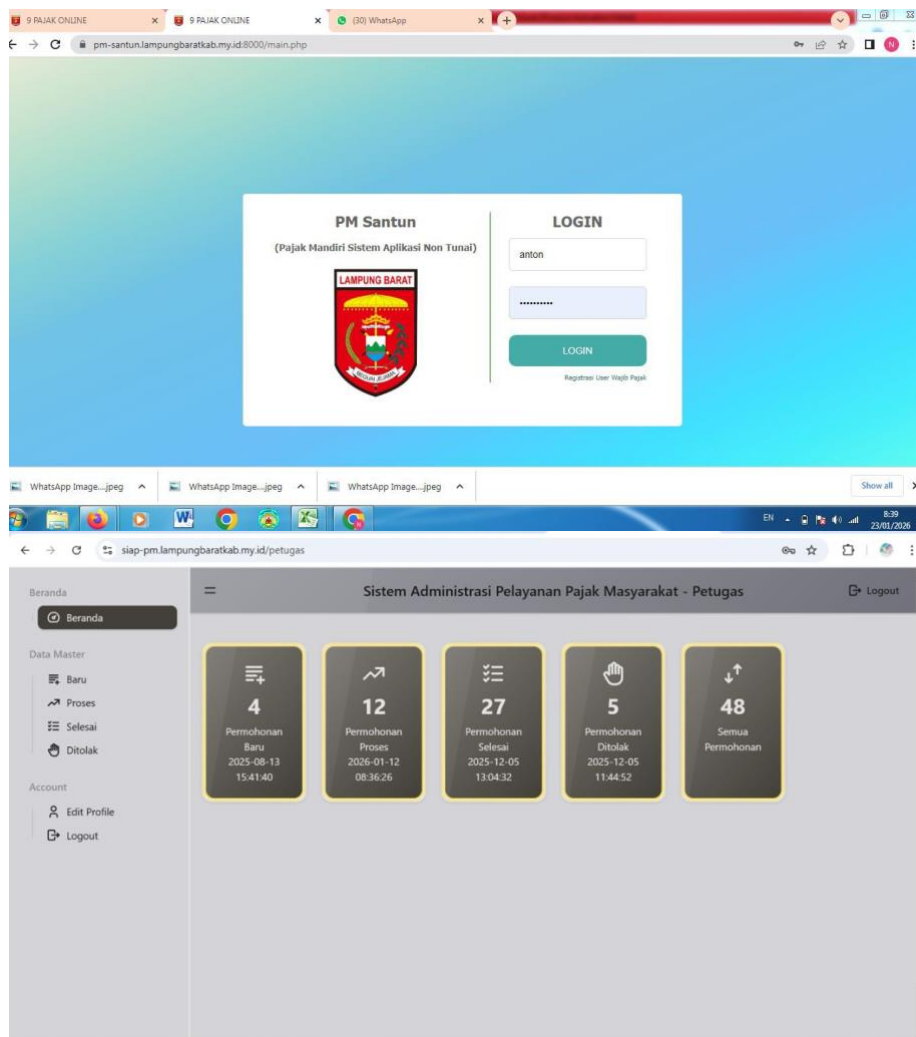 9 PAJAK ONLINE
9 PAJAK ONLINE
(30) WhatsApp
pm-santun.lampungbaratkab.my.id:8000/main.php
N
PM Santun
(Pajak Mandiri Sistem Aplikasi Non Tunai)
LAMPUNG BARAT
LOGIN
anton
LOGIN
Registrasi User Wajib Pajak
WhatsApp Image....jpeg
WhatsApp Image....jpeg
WhatsApp Image....jpeg
Show all
EN
8:39
23/01/2026
siap-pm.lampungbaratkab.my.id/petugas
Beranda
Beranda
Data Master
Baru
Proses
Selesai
Ditolak
Account
Edit Profile
Logout
Sistem Administrasi Pelayanan Pajak Masyarakat - Petugas
Logout
4
Permohonan
Baru
2025-08-13
15:41:40
12
Permohonan
Proses
2026-01-12
08:36:26
27
Permohonan
Selesai
2025-12-05
13:04:32
5
Permohonan
Ditolak
2025-12-05
11:44:52
48
Semua
Permohonan